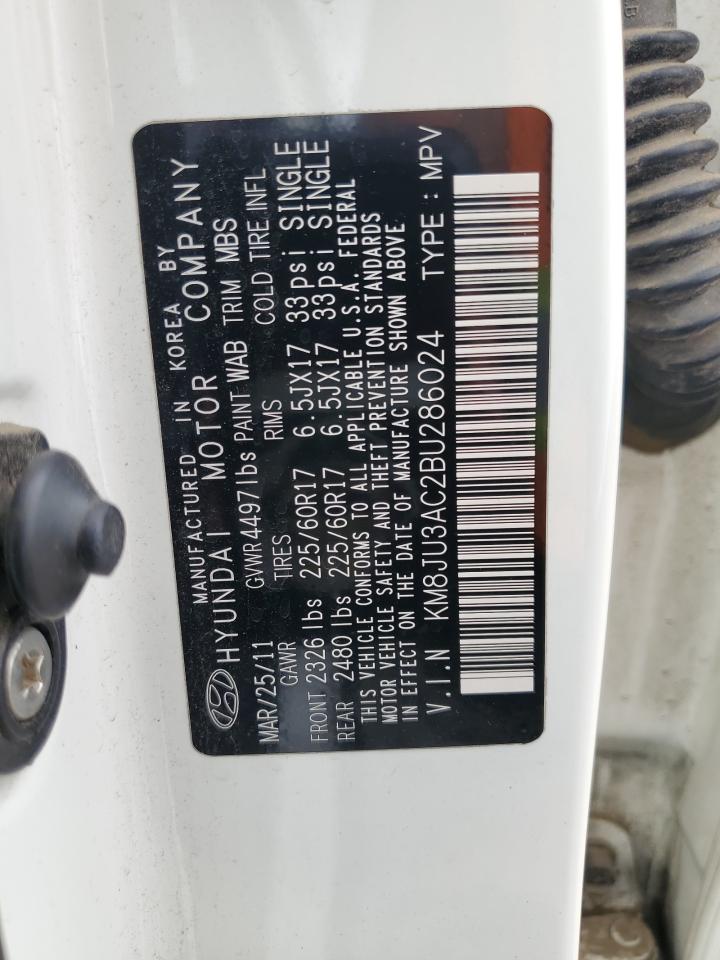 MANUFACTURED IN KOREA BY
HYUNDAI MOTOR COMPANY
MAR/25/11 GVWR 4497 lbs PAINT WAB TRIM MBS
GAWR TIRES RIMS COLD TIRE INFL
FRONT 2326 lbs 225/60R17 6.5JX17 33psi SINGLE
REAR 2480 lbs 225/60R17 6.5JX17 33psi SINGLE
THIS VEHICLE CONFORMS TO ALL APPLICABLE U.S.A. FEDERAL
MOTOR VEHICLE SAFETY AND THEFT PREVENTION STANDARDS
IN EFFECT ON THE DATE OF MANUFACTURE SHOWN ABOVE
V.I.N KM8JU3AC2BU286024 TYPE : MPV